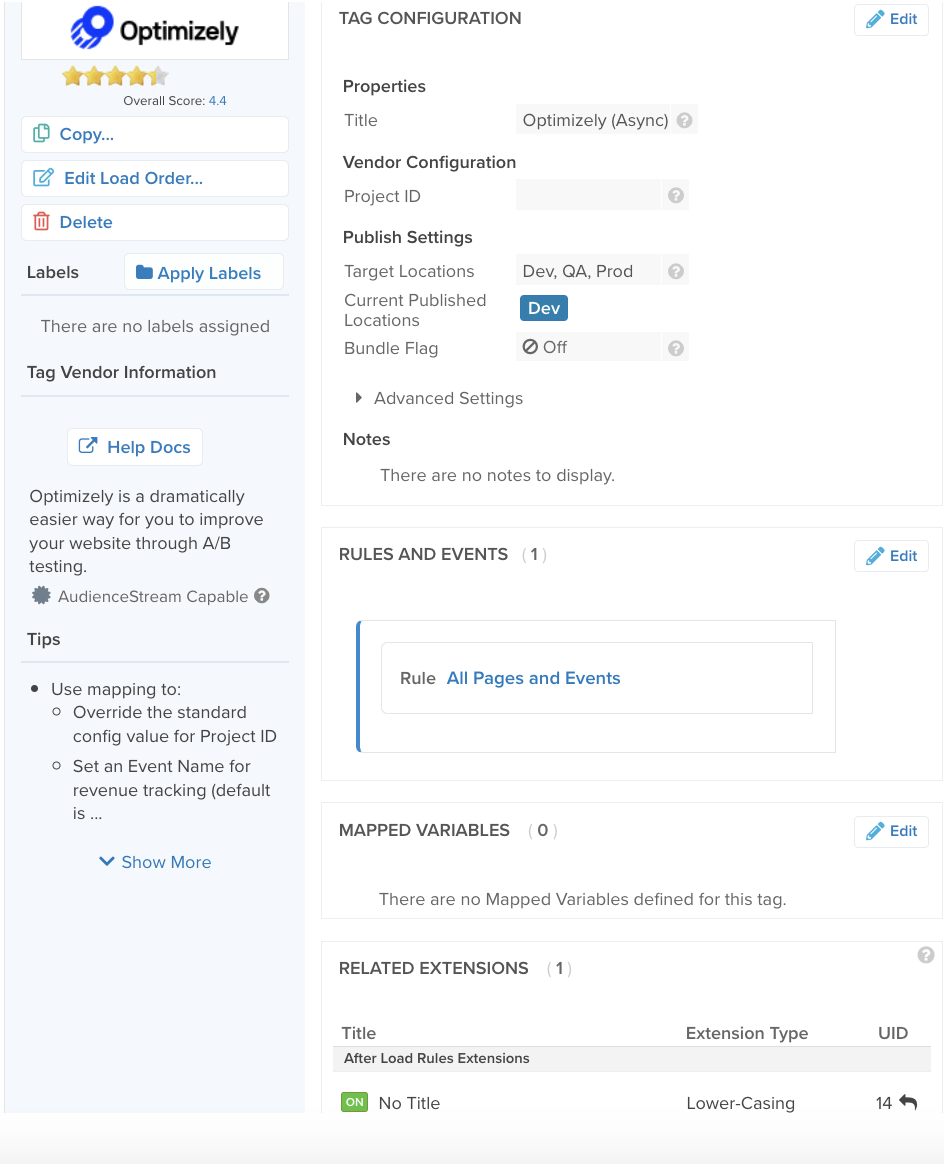 Optimizely
Overall Score: 4.4
Copy...
Edit Load Order...
Delete
Labels
Apply Labels
There are no labels assigned
Tag Vendor Information
Help Docs
Optimizely is a dramatically
easier way for you to improve
your website through A/B
testing.
AudienceStream Capable ?
Tips
Use mapping to:
Override the standard
config value for Project ID
Set an Event Name for
revenue tracking (default
is ...
Show More
TAG CONFIGURATION
Edit
Properties
Title Optimizely (Async) ?
Vendor Configuration
Project ID ?
Publish Settings
Target Locations Dev, QA, Prod ?
Current Published
Locations
Dev
Bundle Flag Off ?
Advanced Settings
Notes
There are no notes to display.
RULES AND EVENTS ( 1 )
Edit
Rule All Pages and Events
MAPPED VARIABLES ( 0 )
Edit
There are no Mapped Variables defined for this tag.
RELATED EXTENSIONS ( 1 )
?
Title Extension Type UID
After Load Rules Extensions
ON No Title Lower-Casing 14